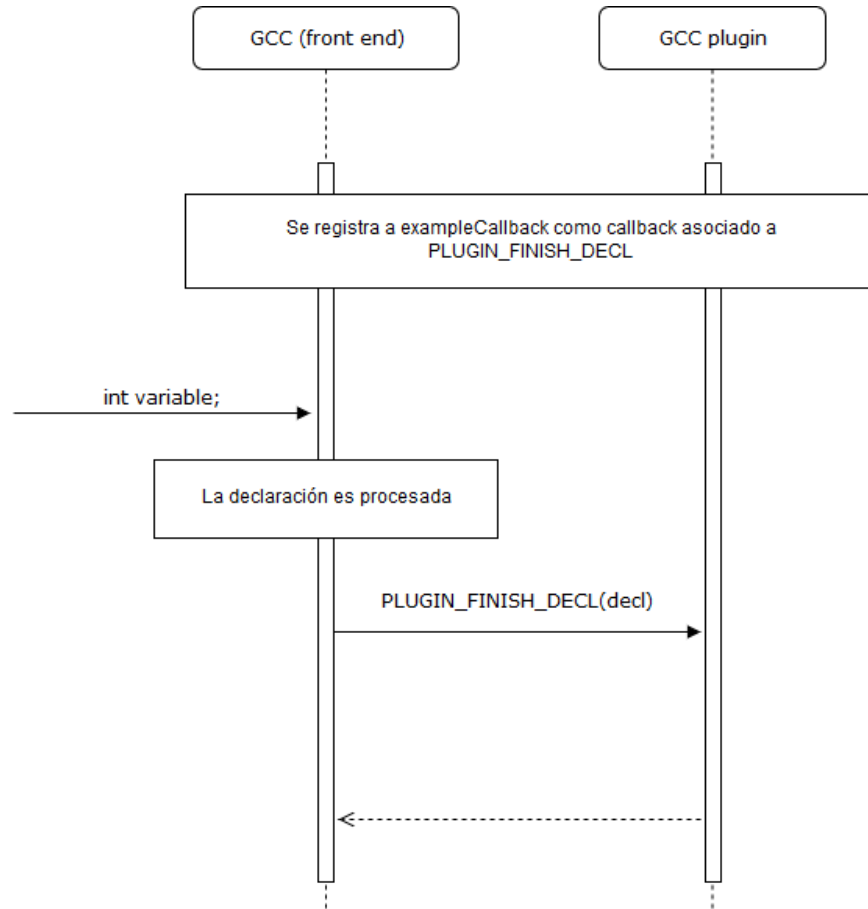 GCC (front end)
GCC plugin
Se registra a exampleCallback como callback asociado a
PLUGIN_FINISH_DECL
int variable;
La declaración es procesada
PLUGIN_FINISH_DECL(decl)